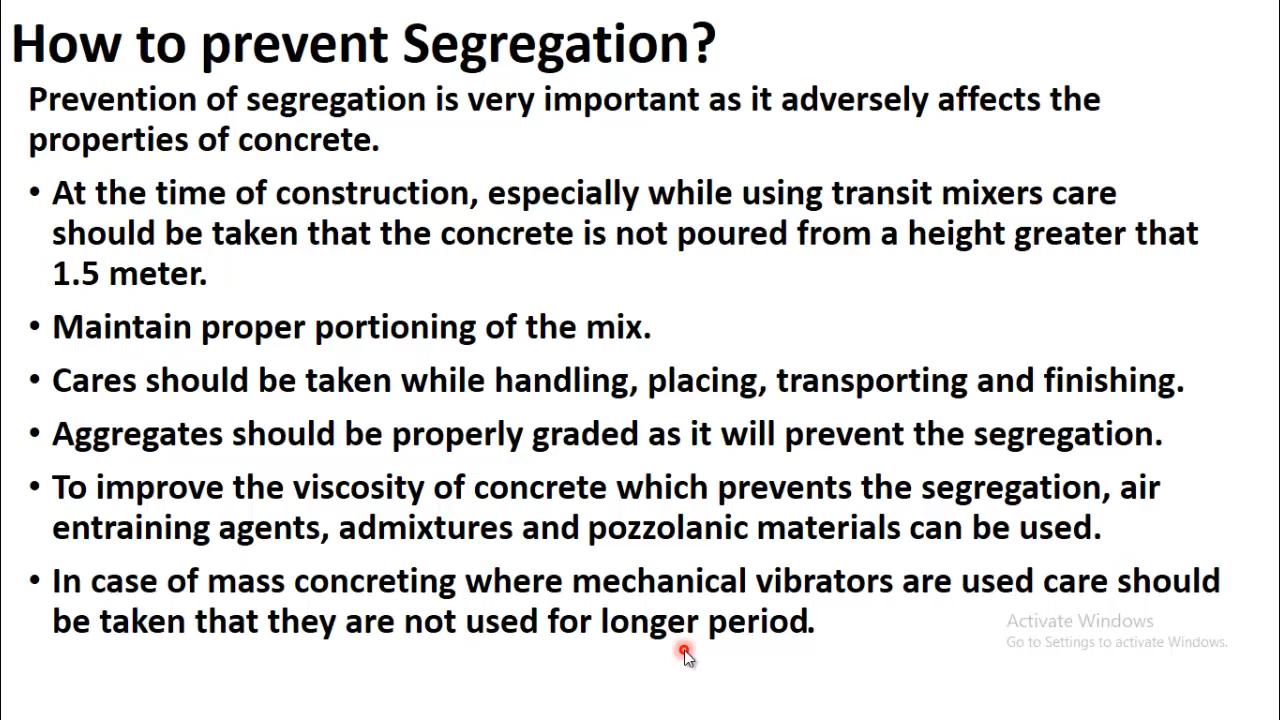 How to prevent Segregation?
Prevention of segregation is very important as it adversely affects the
properties of concrete.
• At the time of construction, especially while using transit mixers care
should be taken that the concrete is not poured from a height greater that
1.5 meter.
• Maintain proper portioning of the mix.
• Cares should be taken while handling, placing, transporting and finishing.
• Aggregates should be properly graded as it will prevent the segregation.
• To improve the viscosity of concrete which prevents the segregation, air
entraining agents, admixtures and pozzolanic materials can be used.
• In case of mass concreting where mechanical vibrators are used care should
be taken that they are not used for longer period.
Activate Windows
Go to Settings to activate Windows.